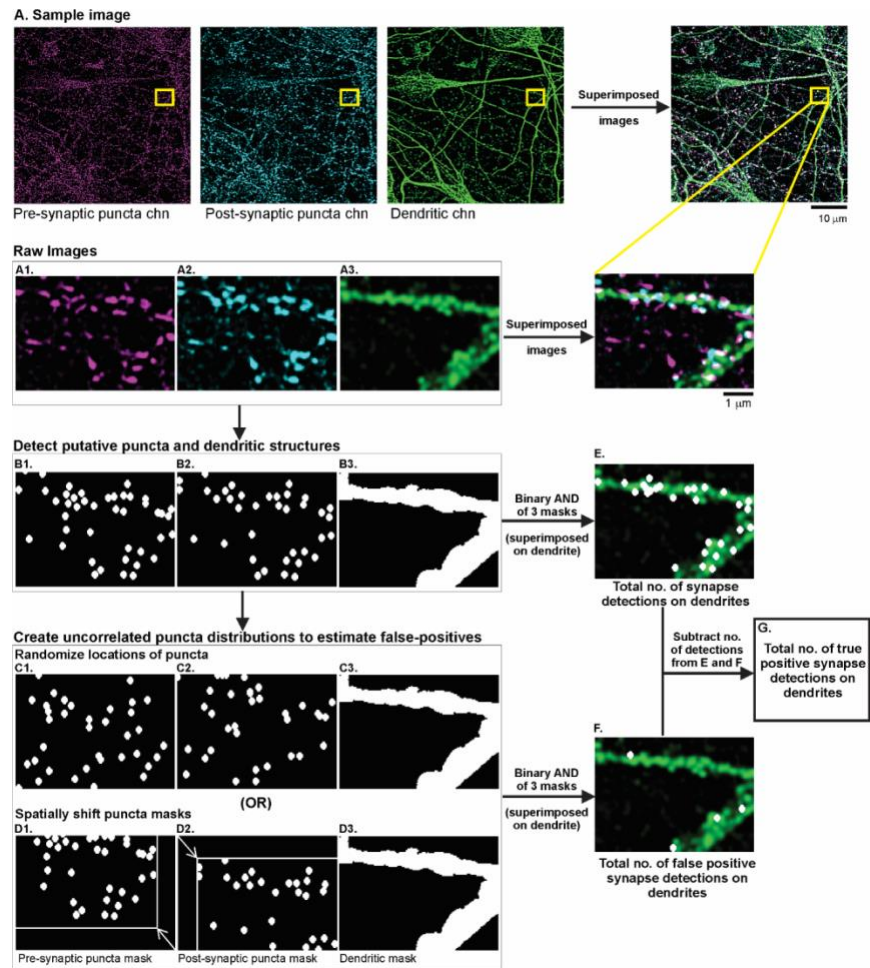 A. Sample image
Superimposed
images
Pre-synaptic puncta chn
Post-synaptic puncta chn
Dendritic chn
10 μm
Raw Images
A1.
A2.
A3.
Superimposed
images
1 μm
Detect putative puncta and dendritic structures
B1.
B2.
B3.
Binary AND
of 3 masks
(superimposed
on dendrite)
E.
Total no. of synapse
detections on dendrites
Create uncorrelated puncta distributions to estimate false-positives
Randomize locations of puncta
C1.
C2.
C3.
Subtract no.
of detections
from E and F
G.
Total no. of true
positive synapse
detections on
dendrites
(OR)
Binary AND
of 3 masks
(superimposed
on dendrite)
F.
Total no. of false positive
synapse detections on
dendrites
Spatially shift puncta masks
D1.
D2.
D3.
Pre-synaptic puncta mask
Post-synaptic puncta mask
Dendritic mask